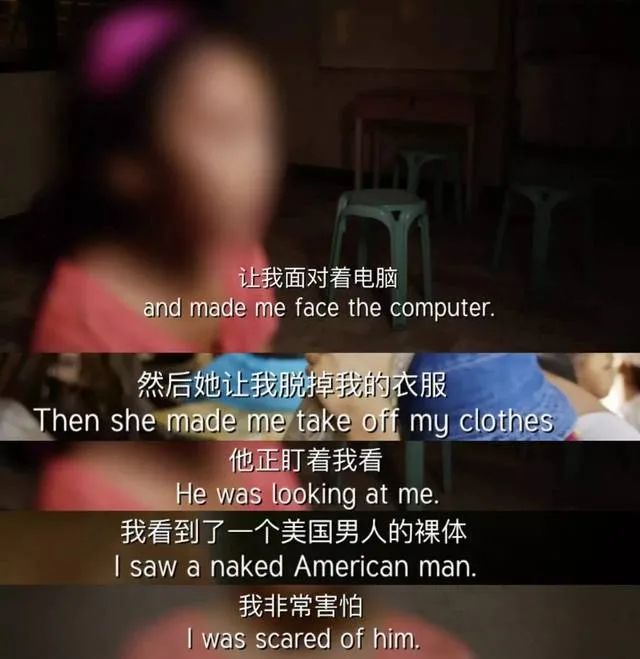 让我面对着电脑
and made me face the computer.
然后她让我脱掉我的衣服
Then she made me take off my clothes
他正盯着我看
He was looking at me.
我看到了一个美国男人的裸体
I saw a naked American man.
我非常害怕
I was scared of him.